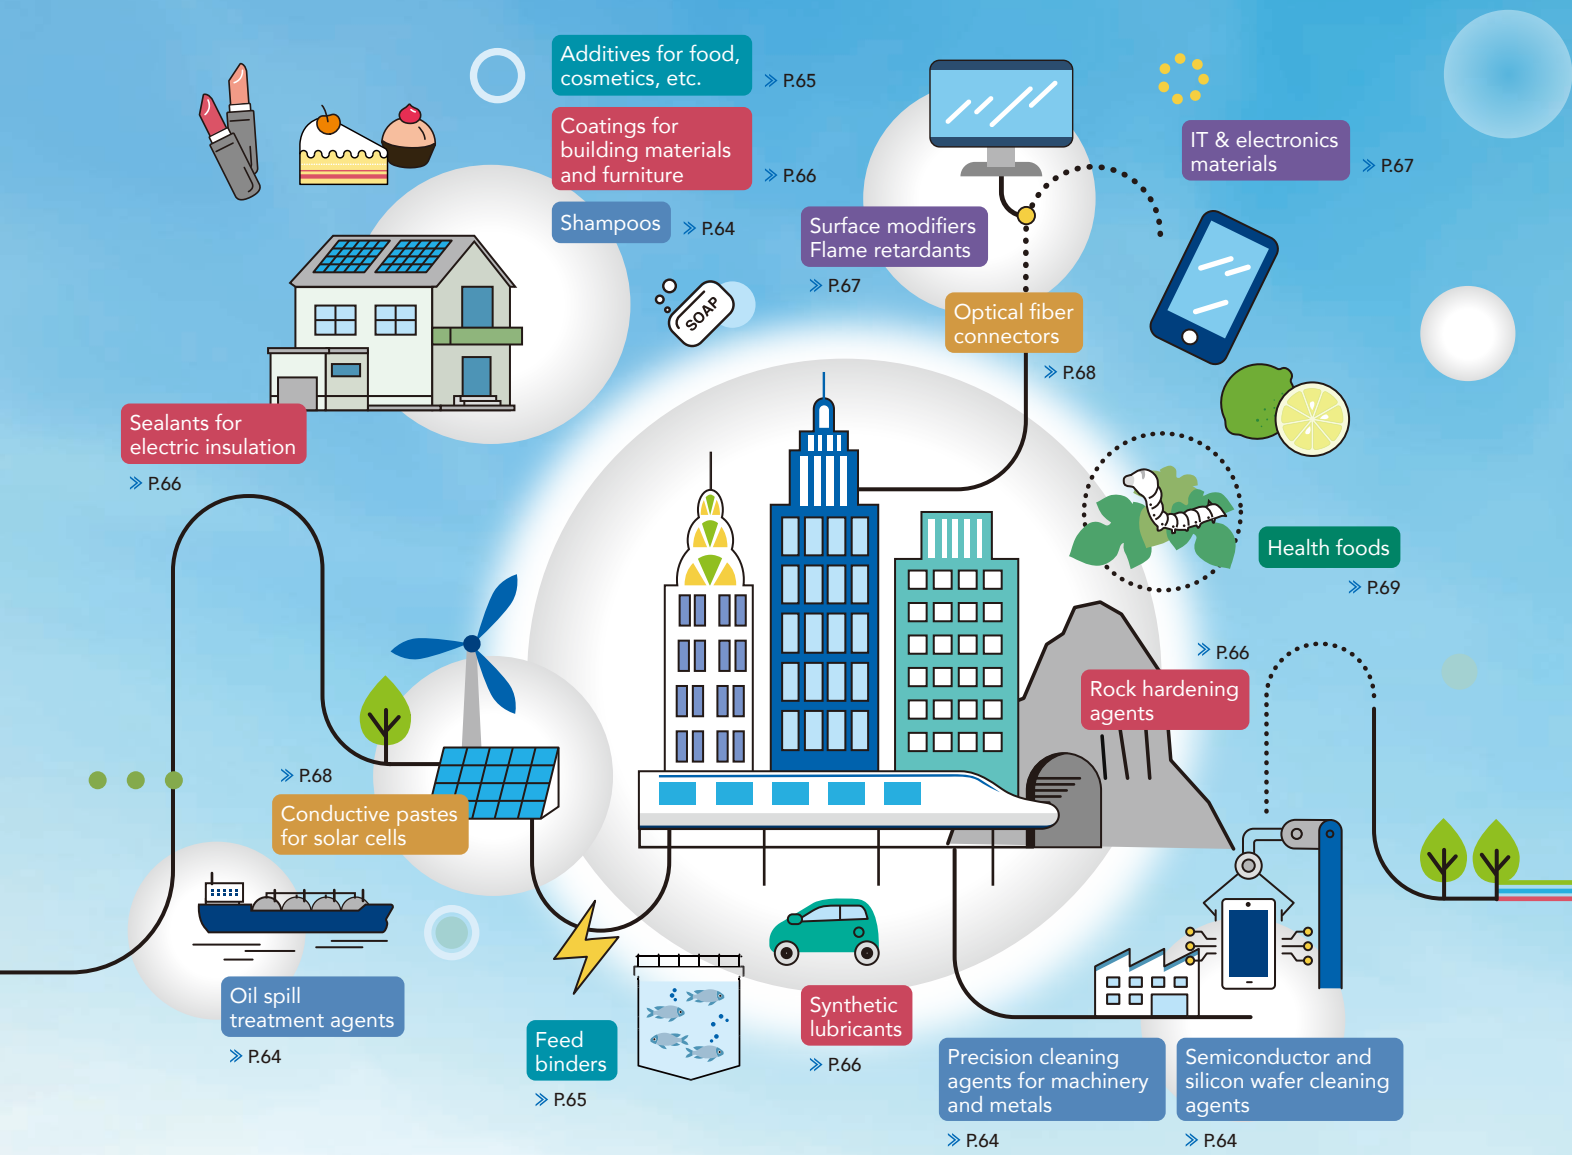 Additives for food,
cosmetics, etc.
P.65
Coatings for
building materials
and furniture
P.66
Shampoos
P.64
IT & electronics
materials
P.67
Surface modifiers
Flame retardants
P.67
SOAP
Optical fiber
connectors
P.68
Sealants for
electric insulation
P.66
Health foods
P.69
P.66
Rock hardening
agents
P.68
Conductive pastes
for solar cells
Oil spill
treatment agents
P.64
Feed
binders
P.65
Synthetic
lubricants
P.66
Precision cleaning
agents for machinery
and metals
P.64
Semiconductor and
silicon wafer cleaning
agents
P.64